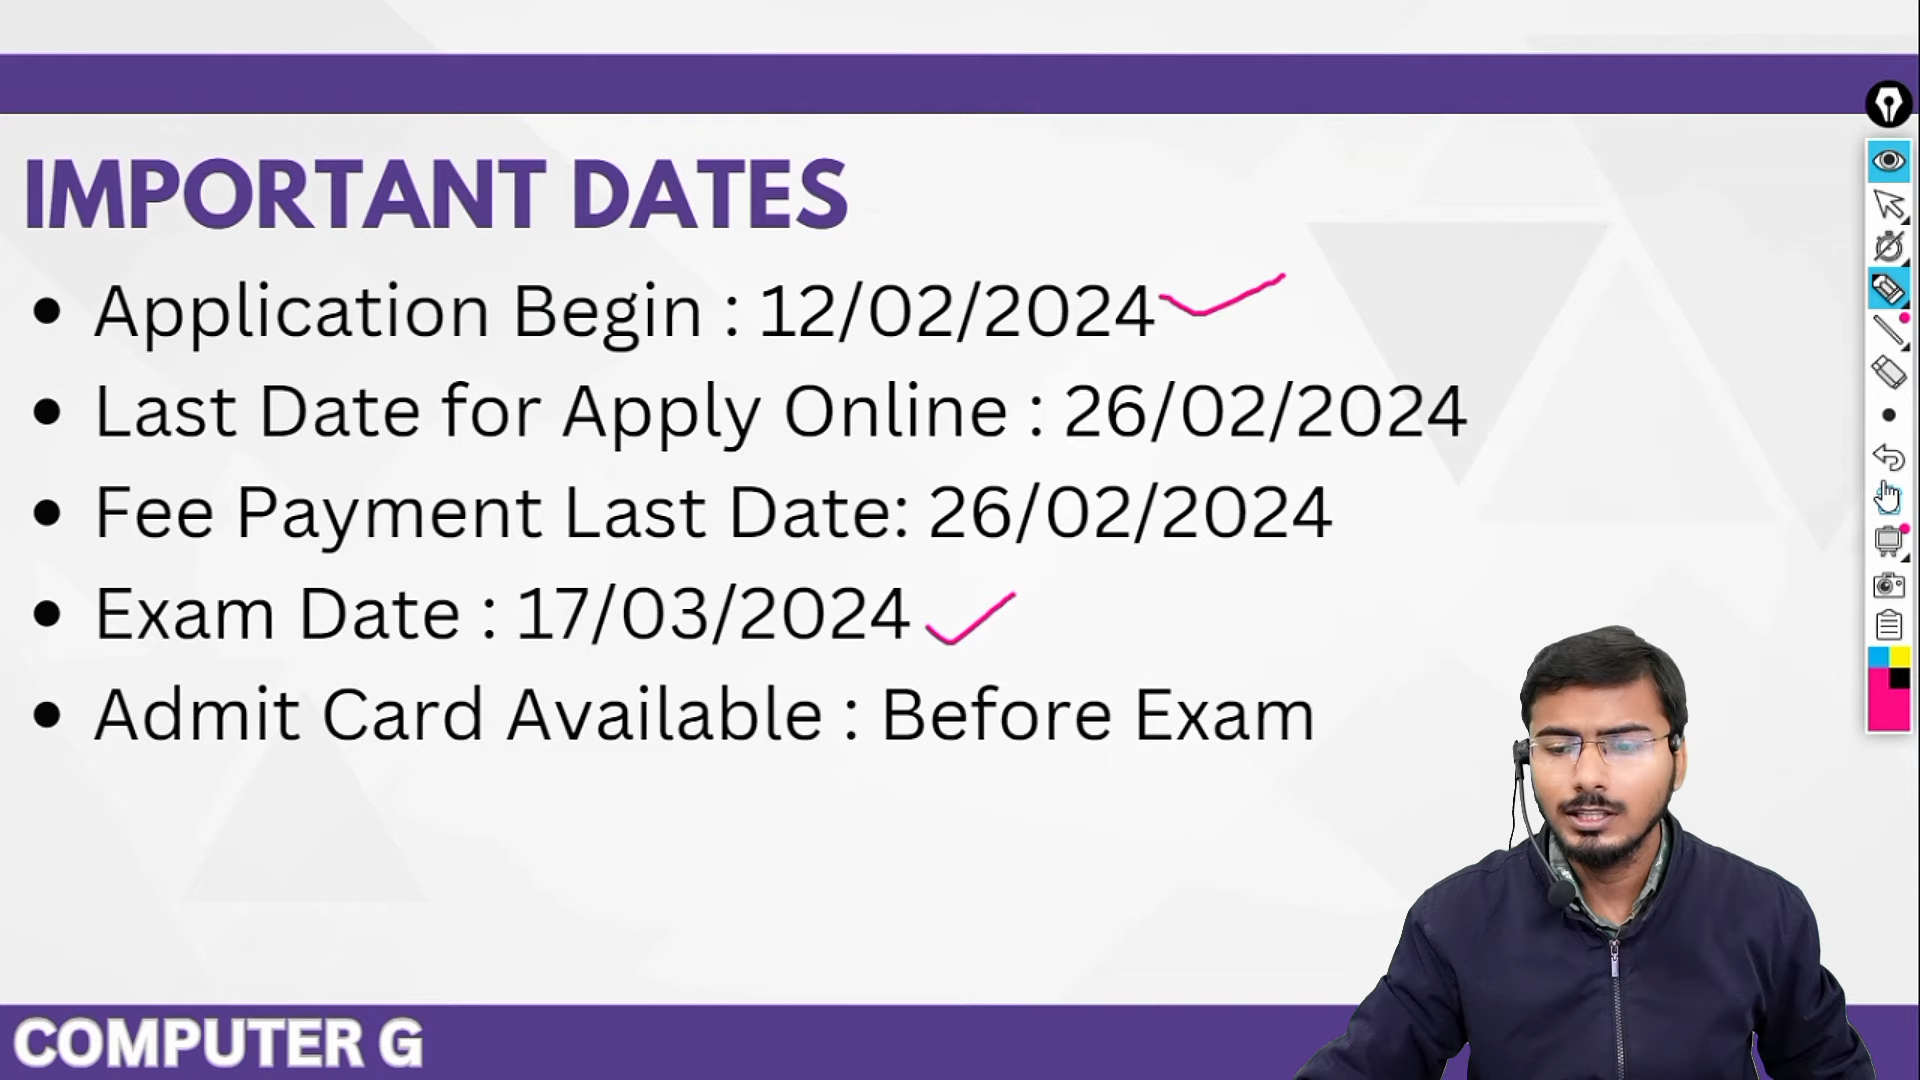 IMPORTANT DATES
Application Begin : 12/02/2024
Last Date for Apply Online : 26/02/2024
Fee Payment Last Date: 26/02/2024
Exam Date : 17/03/2024
Admit Card Available : Before Exam
COMPUTER G